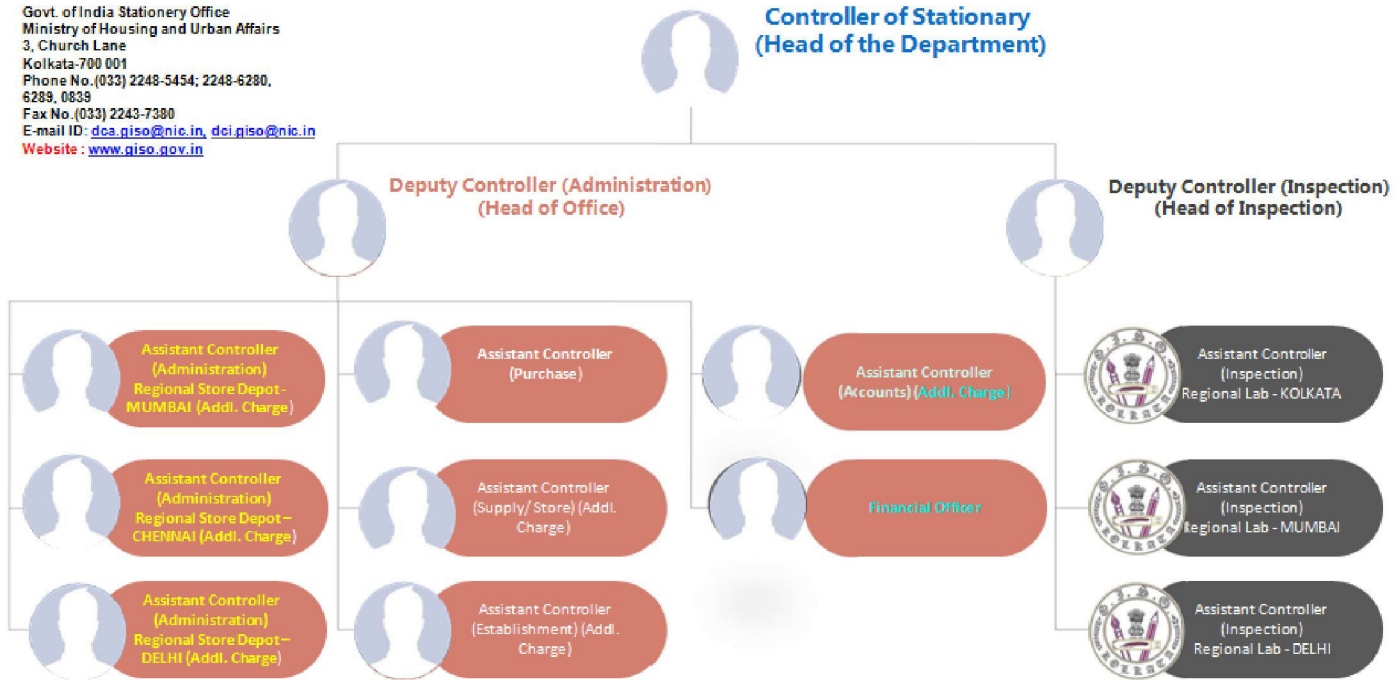 Govt. of India Stationery Office
Ministry of Housing and Urban Affairs
3, Church Lane
Kolkata-700 001
Phone No.(033) 2248-5454; 2248-6280,
6289, 0839
Fax No.(033) 2243-7380
E-mail ID: dca.giso@nic.in, dci.giso@nic.in
Website : www.giso.gov.in
Controller of Stationary
(Head of the Department)
Deputy Controller (Administration)
(Head of Office)
Deputy Controller (Inspection)
(Head of Inspection)
Assistant Controller
(Administration)
Regional Store Depot-
MUMBAI (Addl. Charge)
Assistant Controller
(Purchase)
Assistant Controller
(Accounts) (Addl. Charge)
G.I.S.O
KOLKATA
Assistant Controller
(Inspection)
Regional Lab - KOLKATA
Assistant Controller
(Administration)
Regional Store Depot–
CHENNAI (Addl. Charge)
Assistant Controller
(Supply/ Store) (Addl.
Charge)
Financial Officer
G.I.S.O
KOLKATA
Assistant Controller
(Inspection)
Regional Lab - MUMBAI
Assistant Controller
(Administration)
Regional Store Depot–
DELHI (Addl. Charge)
Assistant Controller
(Establishment) (Addl.
Charge)
G.I.S.O
KOLKATA
Assistant Controller
(Inspection)
Regional Lab - DELHI